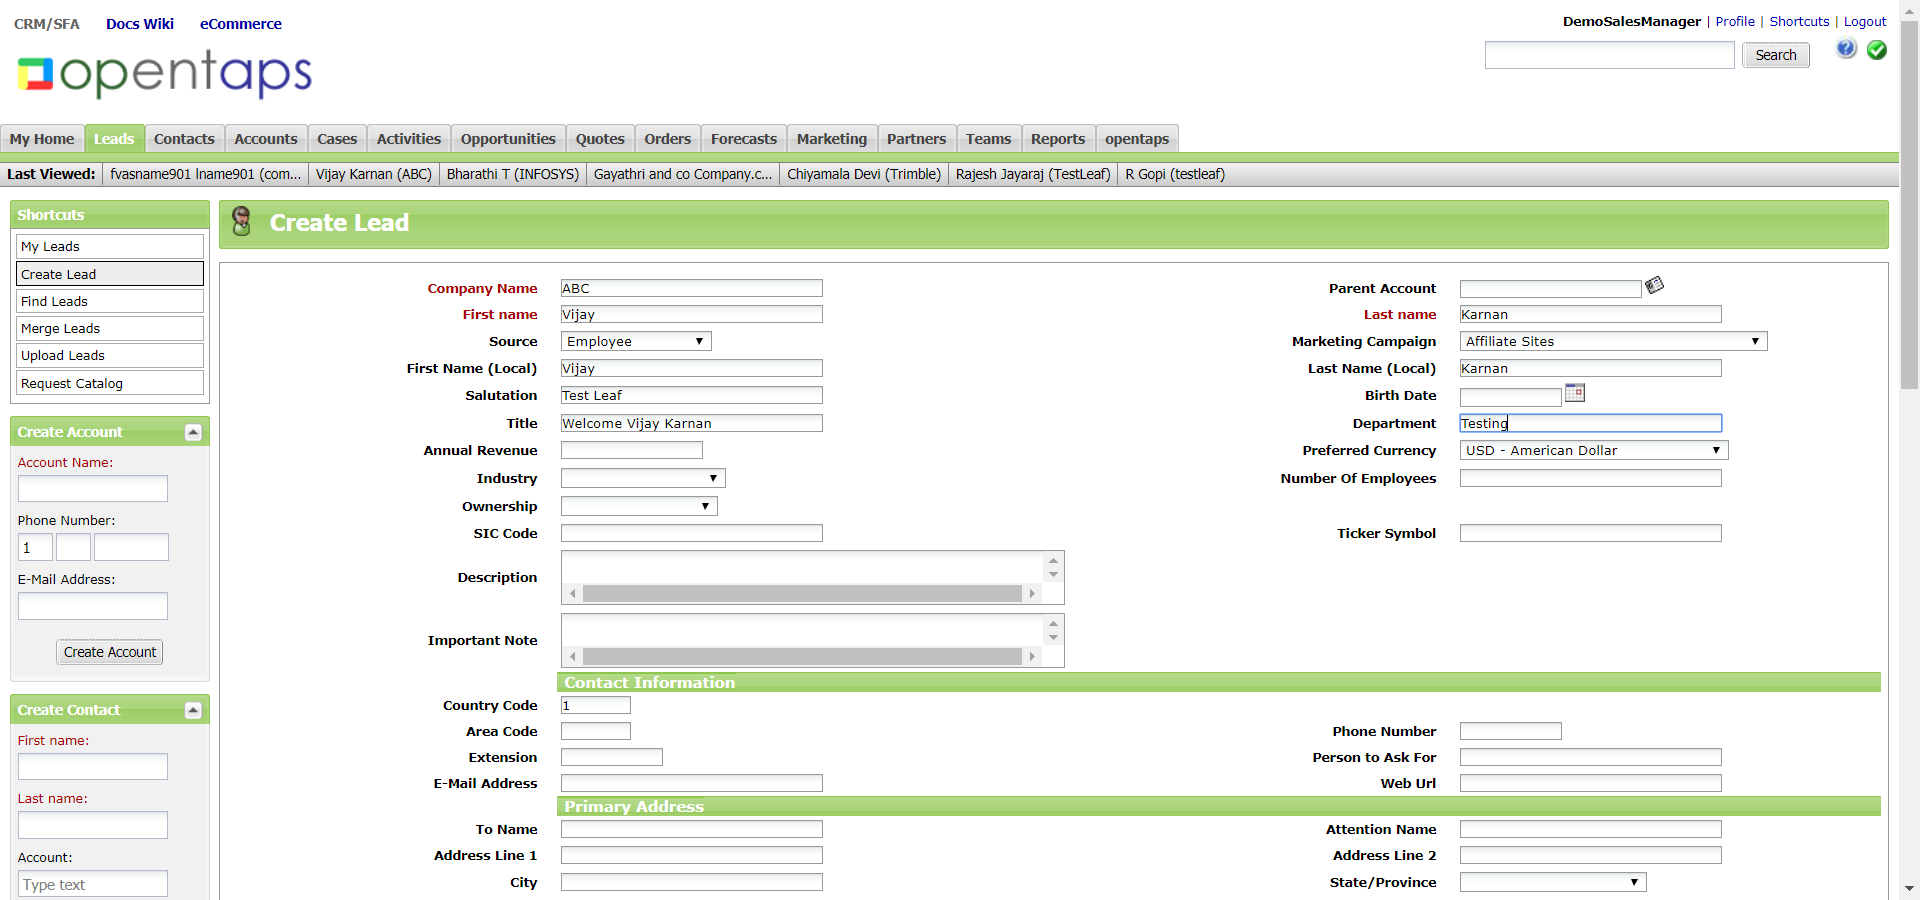 CRM/SFA Docs Wiki eCommerce
DemoSalesManager | Profile | Shortcuts | Logout
opentaps
Search
My Home Leads Contacts Accounts Cases Activities Opportunities Quotes Orders Forecasts Marketing Partners Teams Reports opentaps
Last Viewed: fvasname901 lname901 (com... Vijay Karnan (ABC) Bharathi T (INFOSYS) Gayathri and co Company.c... Chiyamala Devi (Trimble) Rajesh Jayaraj (TestLeaf) R Gopi (testleaf)
Shortcuts
My Leads
Create Lead
Find Leads
Merge Leads
Upload Leads
Request Catalog
Create Account
Account Name:
Phone Number:
1
E-Mail Address:
Create Account
Create Contact
First name:
Last name:
Account:
Type text
Create Lead
Company Name ABC Parent Account
First name Vijay Last name Karnan
Source Employee Marketing Campaign Affiliate Sites
First Name (Local) Vijay Last Name (Local) Karnan
Salutation Test Leaf Birth Date
Title Welcome Vijay Karnan Department Testing
Annual Revenue Preferred Currency USD - American Dollar
Industry Number Of Employees
Ownership
SIC Code Ticker Symbol
Description
Important Note
Contact Information
Country Code 1
Area Code Phone Number
Extension Person to Ask For
E-Mail Address Web Url
Primary Address
To Name Attention Name
Address Line 1 Address Line 2
City State/Province